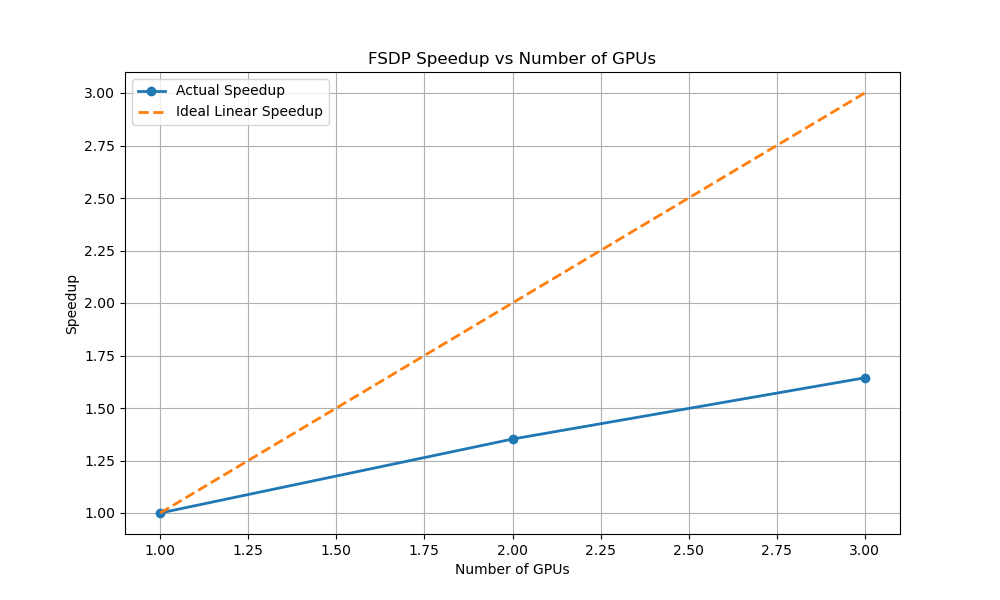 FSDP Speedup vs Number of GPUs
Actual Speedup
Ideal Linear Speedup
Speedup
3.00
2.75
2.50
2.25
2.00
1.75
1.50
1.25
1.00
1.00 1.25 1.50 1.75 2.00 2.25 2.50 2.75 3.00
Number of GPUs